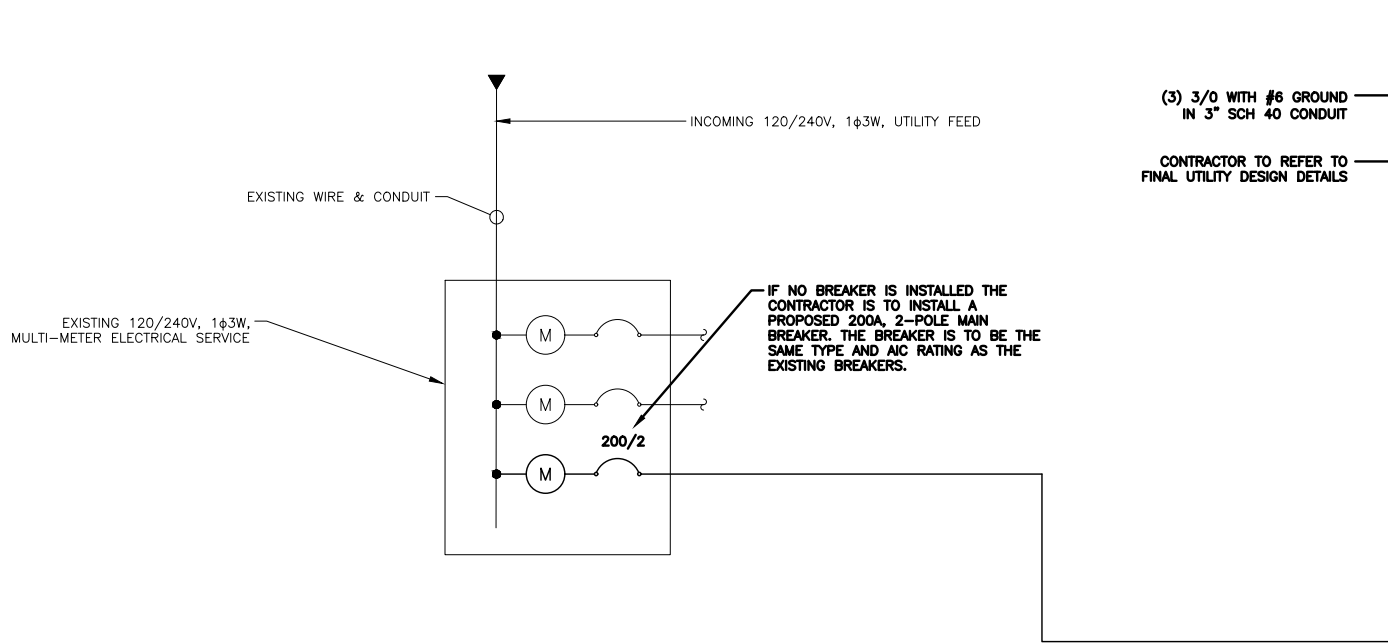 (3) 3/0 WITH #6 GROUND
IN 3" SCH 40 CONDUIT
INCOMING 120/240V, 1ϕ3W, UTILITY FEED
CONTRACTOR TO REFER TO
FINAL UTILITY DESIGN DETAILS
EXISTING WIRE & CONDUIT
IF NO BREAKER IS INSTALLED THE
CONTRACTOR IS TO INSTALL A
PROPOSED 200A, 2-POLE MAIN
BREAKER. THE BREAKER IS TO BE THE
SAME TYPE AND AIC RATING AS THE
EXISTING BREAKERS.
EXISTING 120/240V, 1ϕ3W,
MULTI-METER ELECTRICAL SERVICE
M
M
200/2
M